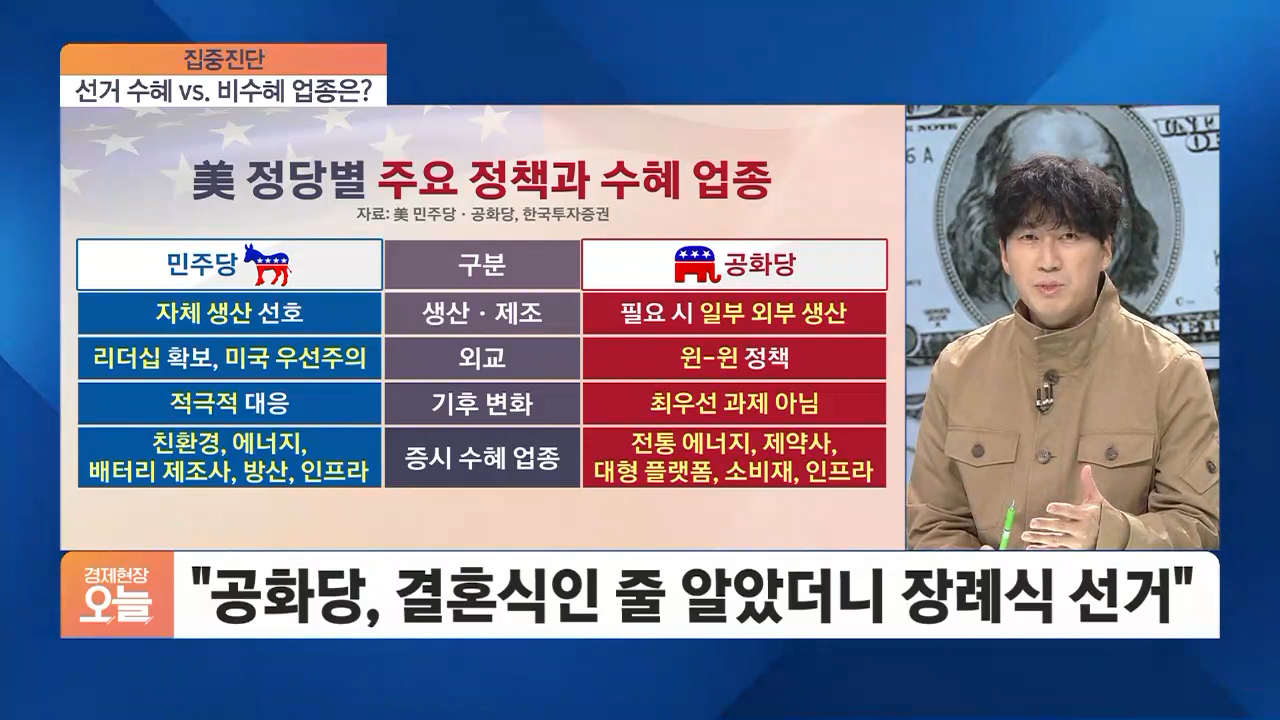 집중진단
선거 수혜 vs. 비수혜 업종은?
美 정당별 주요 정책과 수혜 업종
자료: 美 민주당·공화당, 한국투자증권
민주당 구분 공화당
자체 생산 선호 생산·제조 필요 시 일부 외부 생산
리더십 확보, 미국 우선주의 외교 윈-윈 정책
적극적 대응 기후 변화 최우선 과제 아님
친환경, 에너지,
배터리 제조사, 방산, 인프라
증시 수혜 업종
전통 에너지, 제약사,
대형 플랫폼, 소비재, 인프라
E NOTE
6 A
경제현장
오늘
"공화당, 결혼식인 줄 알았더니 장례식 선거"